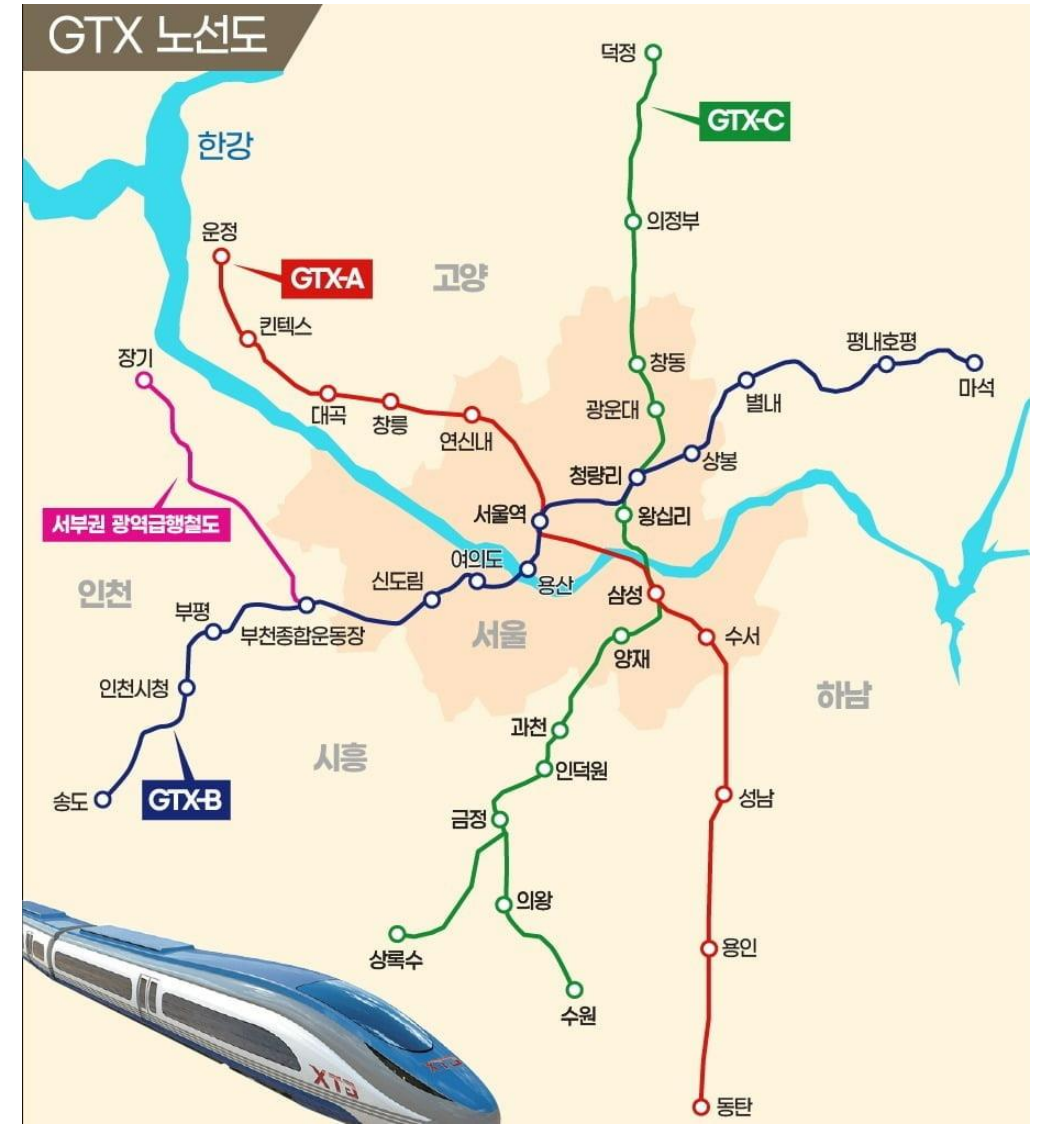 GTX 노선도
덕정
GTX-C
한강
의정부
운정
GTX-A
고양
킨텍스
장기
창동
평내호평
대곡
창릉
연신내
광운대
별내
마석
청량리
상봉
서부권 광역급행철도
서울역
왕십리
인천
신도림
여의도
용산
삼성
부평
부천종합운동장
서울
양재
수서
인천시청
하남
과천
시흥
인덕원
송도
GTX-B
금정
성남
의왕
상록수
용인
수원
XTB
XTB
동탄